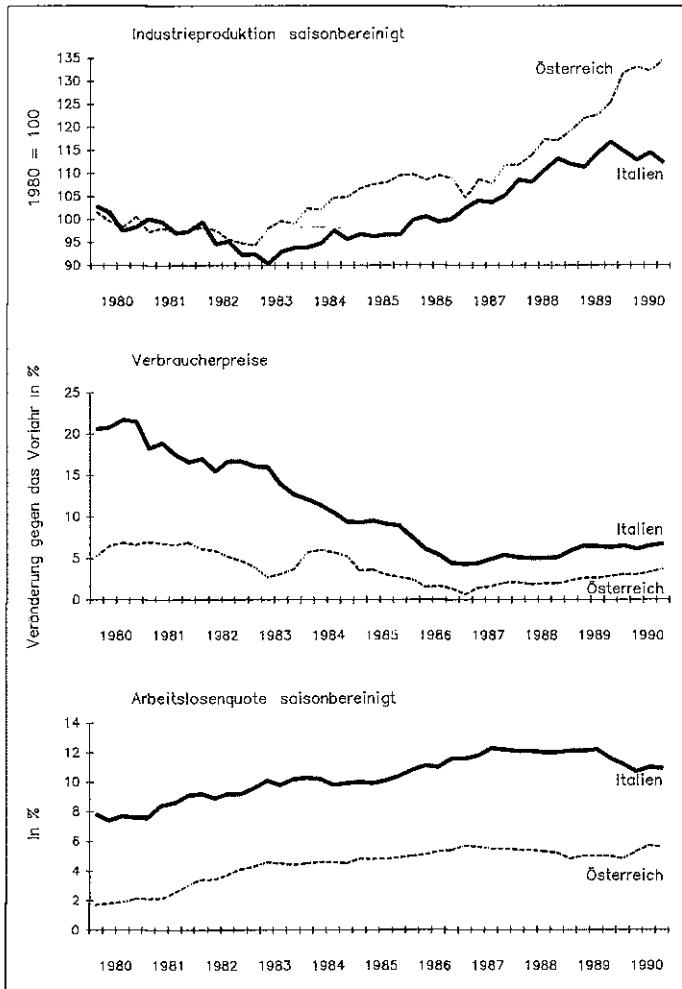 Industrieproduktion saisonbereinigt
1980 = 100
135
130
125
120
115
110
105
100
95
90
Österreich
Italien
1980 1981 1982 1983 1984 1985 1986 1987 1988 1989 1990
Verbraucherpreise
Veränderung gegen das Vorjahr in %
25
20
15
10
5
0
Italien
Österreich
1980 1981 1982 1983 1984 1985 1986 1987 1988 1989 1990
Arbeitslosenquote saisonbereinigt
In %
14
12
10
8
6
4
2
0
Italien
Österreich
1980 1981 1982 1983 1984 1985 1986 1987 1988 1989 1990